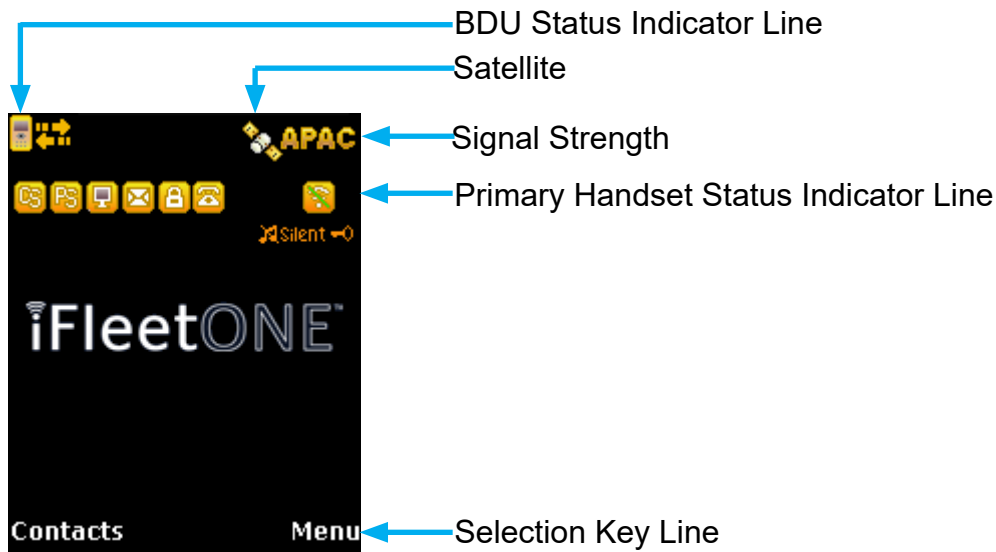 BDU Status Indicator Line
Satellite
APAC
Signal Strength
CS PS
Primary Handset Status Indicator Line
Silent
iFleetONE™
Contacts
Menu
Selection Key Line